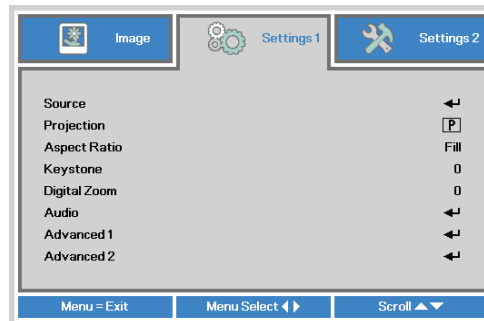 Image Settings 1 Settings 2
Source
Projection P
Aspect Ratio Fill
Keystone 0
Digital Zoom 0
Audio
Advanced 1
Advanced 2
Menu = Exit Menu Select Scroll